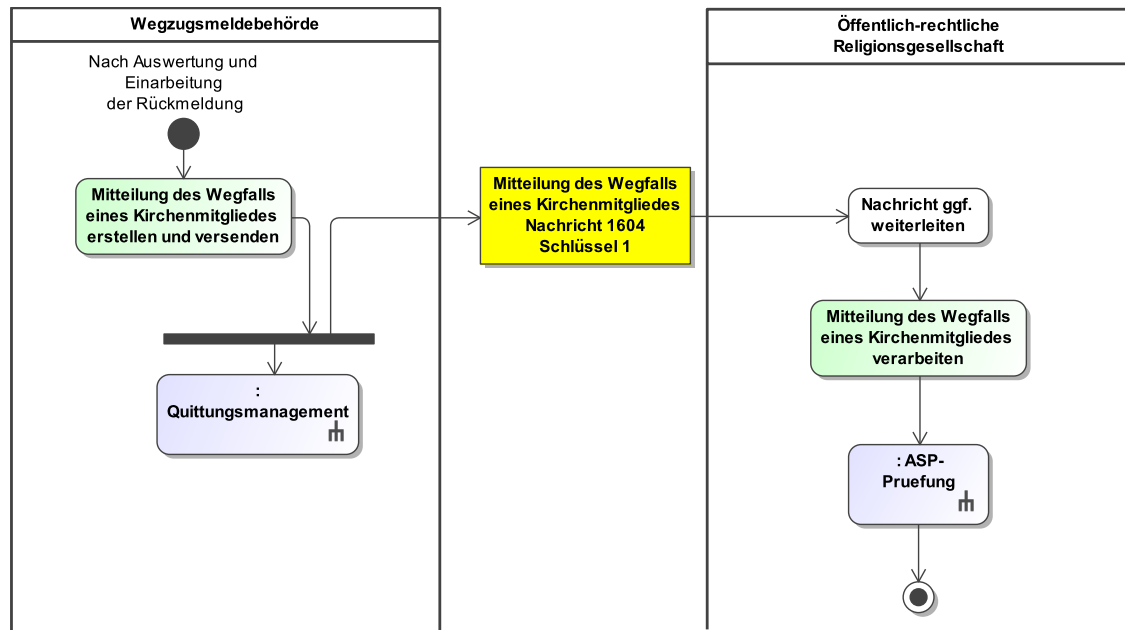 Wegzugsmeldebehörde
Nach Auswertung und
Einarbeitung
der Rückmeldung
Mitteilung des Wegfalls
eines Kirchenmitgliedes
erstellen und versenden
:
Quittungsmanagement
Mitteilung des Wegfalls
eines Kirchenmitgliedes
Nachricht 1604
Schlüssel 1
Öffentlich-rechtliche
Religionsgesellschaft
Nachricht ggf.
weiterleiten
Mitteilung des Wegfalls
eines Kirchenmitgliedes
verarbeiten
: ASP-
Pruefung